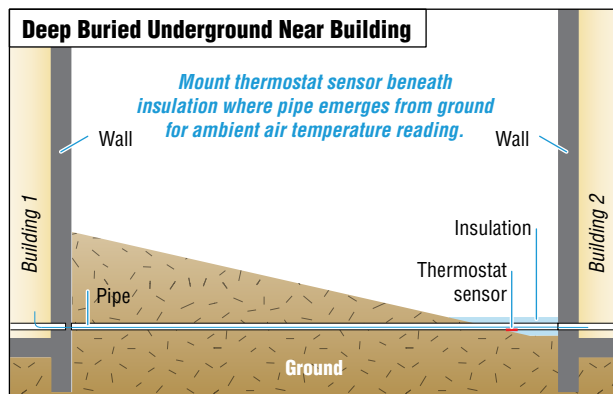 Deep Buried Underground Near Building
Mount thermostat sensor beneath
insulation where pipe emerges from ground
for ambient air temperature reading.
Wall
Wall
Building 1
Building 2
Insulation
Thermostat
sensor
Pipe
Ground